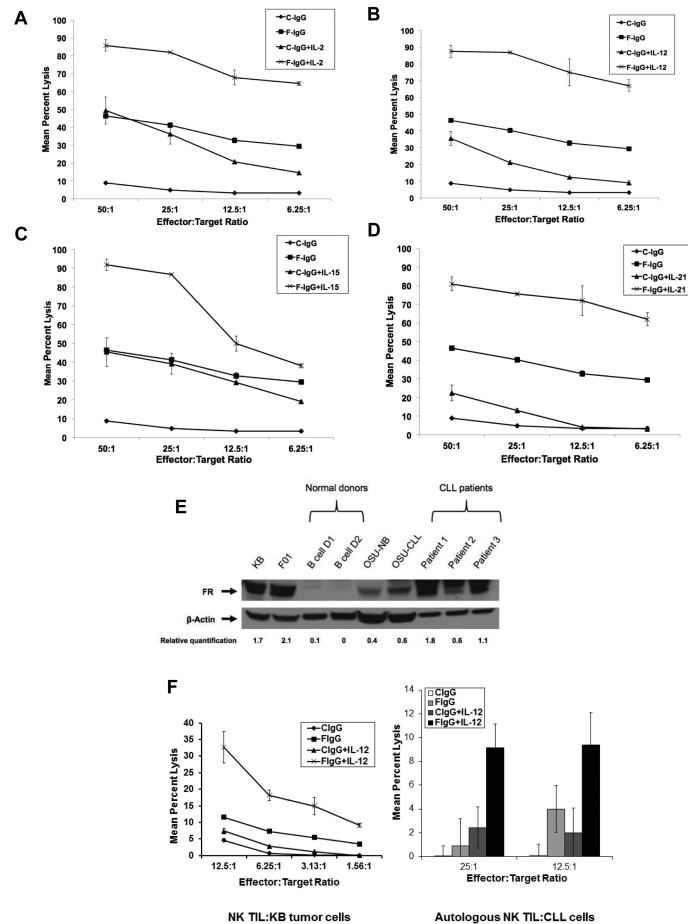 A
C-IgG
F-IgG
C-IgG+IL-2
F-IgG+IL-2
100
90
80
70
60
50
40
30
20
10
0
Mean Percent Lysis
50:1
25:1
12.5:1
6.25:1
Effector:Target Ratio
B
C-IgG
F-IgG
C-IgG+IL-12
F-IgG+IL-12
100
90
80
70
60
50
40
30
20
10
0
Mean Percent Lysis
50:1
25:1
12.5:1
6.25:1
Effector:Target Ratio
C
C-IgG
F-IgG
C-IgG+IL-15
F-IgG+IL-15
100
90
80
70
60
50
40
30
20
10
0
Mean Percent Lysis
50:1
25:1
12.5:1
6.25:1
Effector:Target Ratio
D
C-IgG
F-IgG
C-IgG+IL-21
F-IgG+IL-21
100
90
80
70
60
50
40
30
20
10
0
Mean Percent Lysis
50:1
25:1
12.5:1
6.25:1
Effector:Target Ratio
E
Normal donors
CLL patients
KB
F01
B cell D1
B cell D2
OSU-NB
OSU-CLL
Patient 1
Patient 2
Patient 3
FR
β-Actin
Relative quantification 1.7 2.1 0.1 0 0.4 0.6 1.8 0.6 1.1
F
CIgG
FIgG
CIgG+IL-12
FIgG+IL-12
40
35
30
25
20
15
10
5
0
Mean Percent Lysis
12.5:1
6.25:1
3.13:1
1.56:1
Effector:Target Ratio
NK TIL:KB tumor cells
CIgG
FIgG
CIgG+IL-12
FIgG+IL-12
14
12
10
8
6
4
2
0
Mean Percent Lysis
25:1
12.5:1
Effector:Target Ratio
Autologous NK TIL:CLL cells